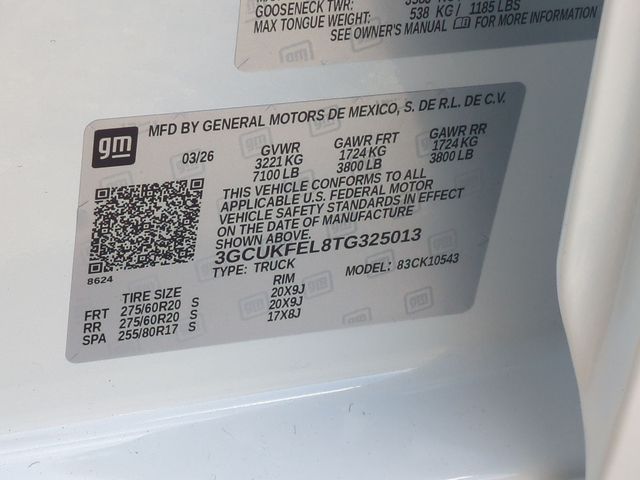 GOOSENECK TWR:
MAX TONGUE WEIGHT: 538 KG / 1185 LBS
SEE OWNER'S MANUAL FOR MORE INFORMATION
gm
MFD BY GENERAL MOTORS DE MEXICO, S. DE R.L. DE C.V.
03/26 GVWR GAWR FRT GAWR RR
3221 KG 1724 KG 1724 KG
7100 LB 3800 LB 3800 LB
THIS VEHICLE CONFORMS TO ALL
APPLICABLE U.S. FEDERAL MOTOR
VEHICLE SAFETY STANDARDS IN EFFECT
ON THE DATE OF MANUFACTURE
SHOWN ABOVE.
3GCUKFEL8TG325013
TYPE: TRUCK MODEL: 83CK10543
8624
TIRE SIZE RIM
FRT 275/60R20 S 20X9J
RR 275/60R20 S 20X9J
SPA 255/80R17 S 17X8J